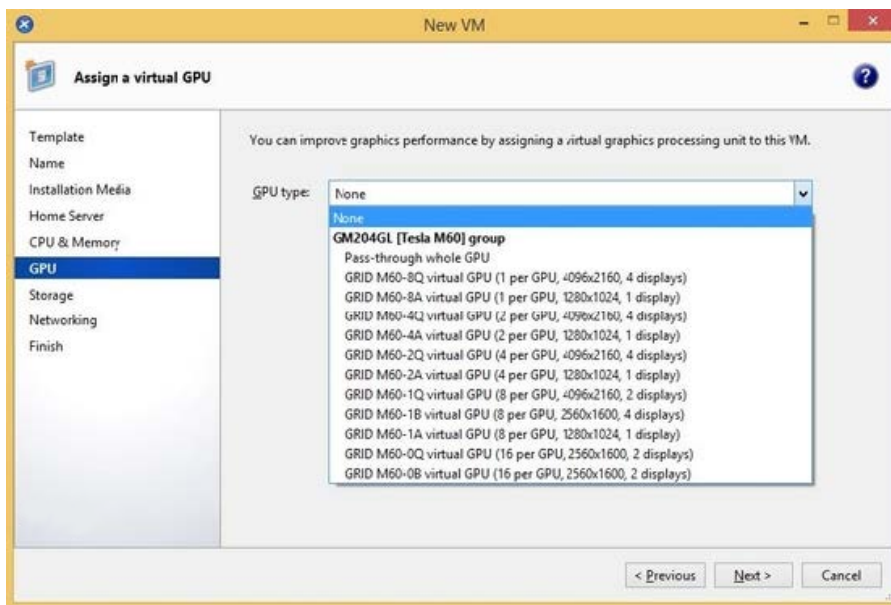 New VM
Assign a virtual GPU
Template
Name
Installation Media
Home Server
CPU & Memory
GPU
Storage
Networking
Finish
You can improve graphics performance by assigning a virtual graphics processing unit to this VM.
GPU type: None
None
GM204GL [Tesla M60] group
Pass-through whole GPU
GRID M60-8Q virtual GPU (1 per GPU, 4096x2160, 4 displays)
GRID M60-8A virtual GPU (1 per GPU, 1280x1024, 1 display)
GRID M60-4Q virtual GPU (2 per GPU, 4096x2160, 4 displays)
GRID M60-4A virtual GPU (2 per GPU, 1280x1024, 1 display)
GRID M60-2Q virtual GPU (4 per GPU, 4096x2160, 4 displays)
GRID M60-2A virtual GPU (4 per GPU, 1280x1024, 1 display)
GRID M60-1Q virtual GPU (8 per GPU, 4096x2160, 2 displays)
GRID M60-1B virtual GPU (8 per GPU, 2560x1600, 4 displays)
GRID M60-1A virtual GPU (8 per GPU, 1280x1024, 1 display)
GRID M60-0Q virtual GPU (16 per GPU, 2560x1600, 2 displays)
GRID M60-0B virtual GPU (16 per GPU, 2560x1600, 2 displays)
< Previous Next > Cancel